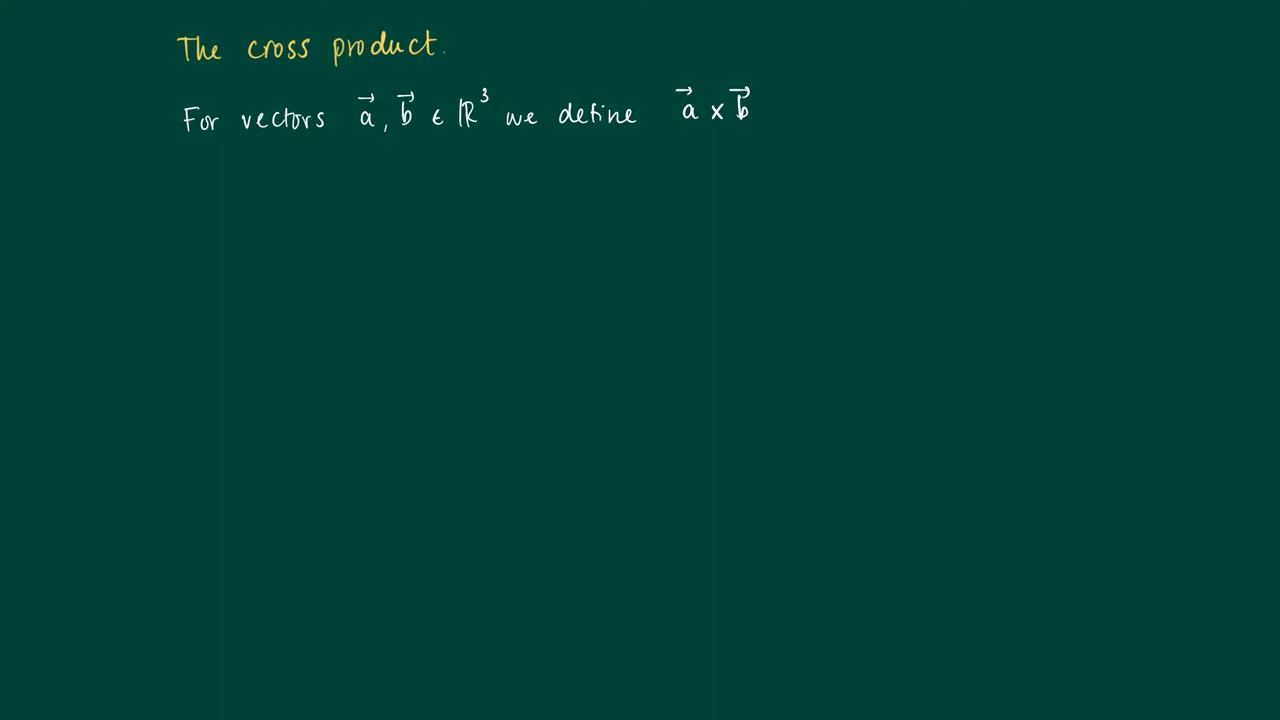 The cross product.
For vectors a⃗, b⃗ ∈ ℝ³ we define a⃗ × b⃗